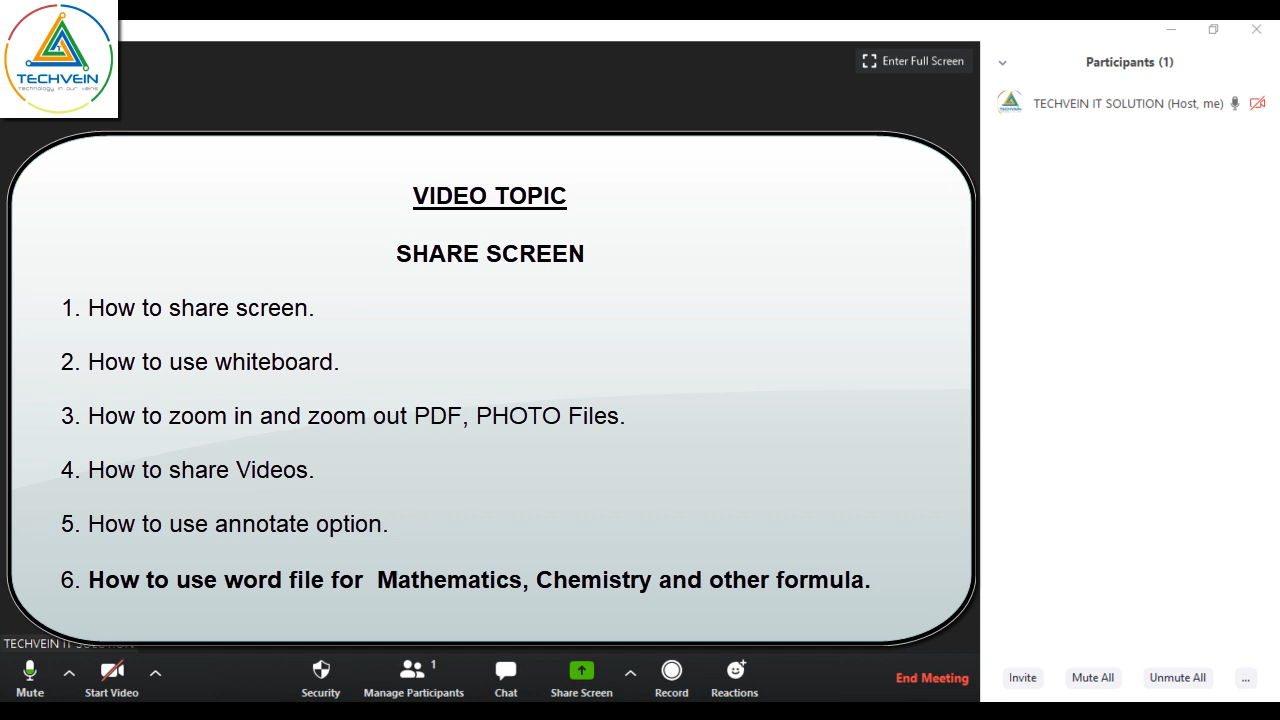 TECHVEIN
Technology in our veins
Enter Full Screen
Participants (1)
TECHVEIN IT SOLUTION (Host, me)
VIDEO TOPIC
SHARE SCREEN
1. How to share screen.
2. How to use whiteboard.
3. How to zoom in and zoom out PDF, PHOTO Files.
4. How to share Videos.
5. How to use annotate option.
6. How to use word file for Mathematics, Chemistry and other formula.
TECHVEIN IT SOLUTION
Mute
Start Video
Security
1
Manage Participants
Chat
Share Screen
Record
Reactions
End Meeting
Invite
Mute All
Unmute All
...